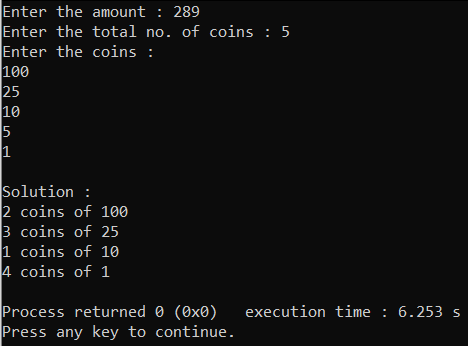 Enter the amount : 289
Enter the total no. of coins : 5
Enter the coins :
100
25
10
5
1
Solution :
2 coins of 100
3 coins of 25
1 coins of 10
4 coins of 1
Process returned 0 (0x0)   execution time : 6.253 s
Press any key to continue.